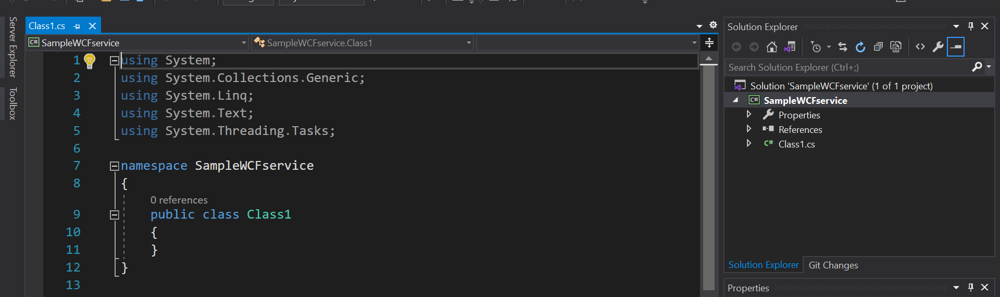 Server Explorer
Toolbox
Class1.cs
C# SampleWCFservice
SampleWCFservice.Class1
1 using System;
2 using System.Collections.Generic;
3 using System.Linq;
4 using System.Text;
5 using System.Threading.Tasks;
6
7 namespace SampleWCFservice
8 {
0 references
9 public class Class1
10 {
11 }
12 }
13
Solution Explorer
Search Solution Explorer (Ctrl+;)
Solution 'SampleWCFservice' (1 of 1 project)
C# SampleWCFservice
Properties
References
C# Class1.cs
Solution Explorer Git Changes
Properties